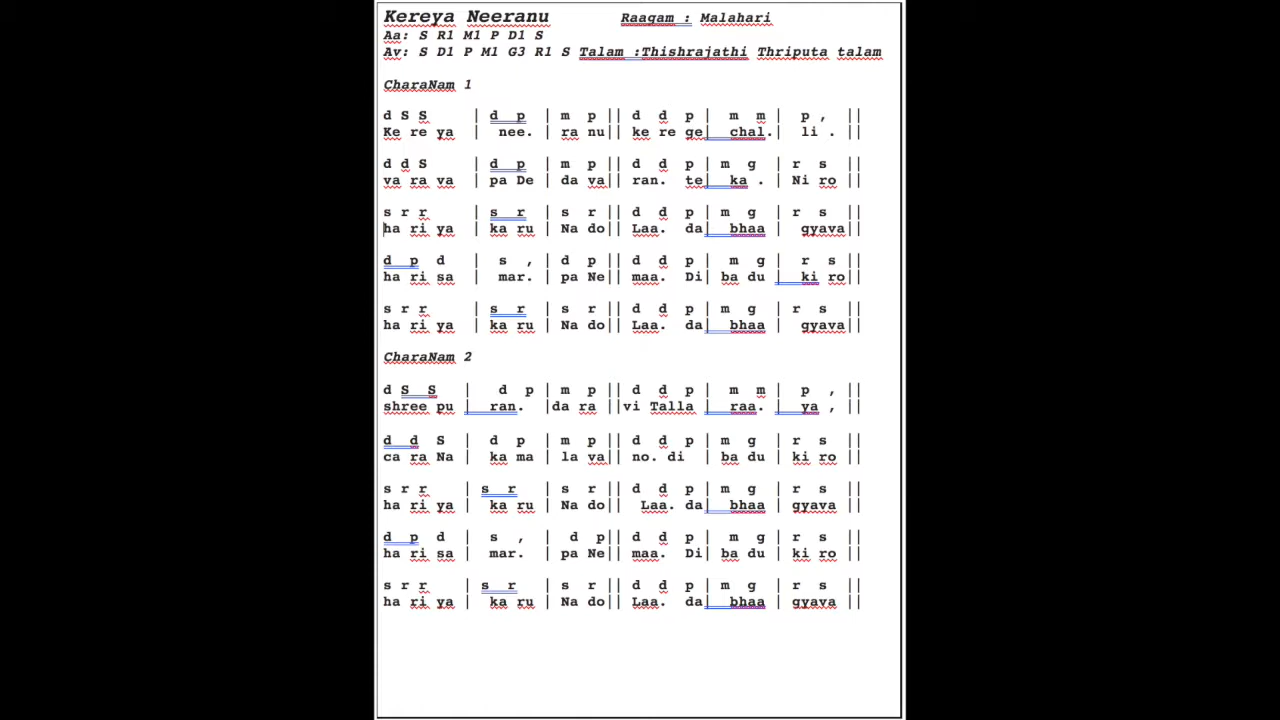 Kereya Neeranu Raagam : Malahari
Aa: S R1 M1 P D1 S
Av: S D1 P M1 G3 R1 S Talam :Thishrajathi Thriputa talam
CharaNam 1
d S S | d p | m p || d d p | m m | p , ||
Ke re ya | nee. | ra nu || ke re ge | chal. | li . ||
d d S | d p | m p || d d p | m g | r s ||
va ra va | pa De | da va || ran. te | ka . | Ni ro ||
s r r | s r | s r || d d p | m g | r s ||
ha ri ya | ka ru | Na do || Laa. da | bhaa | gyava ||
d p d | s , | d p || d d p | m g | r s ||
ha ri sa | mar. | pa Ne || maa. Di | ba du | ki ro ||
s r r | s r | s r || d d p | m g | r s ||
ha ri ya | ka ru | Na do || Laa. da | bhaa | gyava ||
CharaNam 2
d S S | d p | m p || d d p | m m | p , ||
shree pu | ran. |da ra ||vi Talla | raa. | ya , ||
d d S | d p | m p || d d p | m g | r s ||
ca ra Na | ka ma | la va || no. di | ba du | ki ro ||
s r r | s r | s r || d d p | m g | r s ||
ha ri ya | ka ru | Na do || Laa. da | bhaa | gyava ||
d p d | s , | d p || d d p | m g | r s ||
ha ri sa | mar. | pa Ne || maa. Di | ba du | ki ro ||
s r r | s r | s r || d d p | m g | r s ||
ha ri ya | ka ru | Na do || Laa. da | bhaa | gyava ||